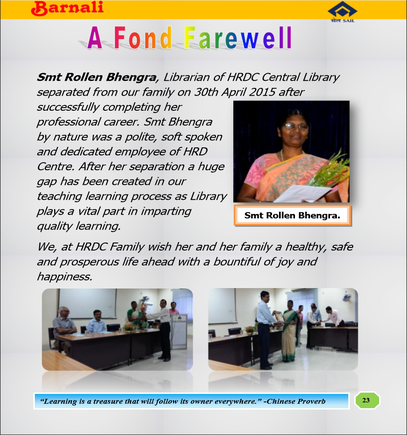 Barnali
सेल SAIL
A Fond Farewell
Smt Rollen Bhengra, Librarian of HRDC Central Library
separated from our family on 30th April 2015 after
successfully completing her
professional career. Smt Bhengra
by nature was a polite, soft spoken
and dedicated employee of HRD
Centre. After her separation a huge
gap has been created in our
teaching learning process as Library
plays a vital part in imparting
quality learning.
Smt Rollen Bhengra.
We, at HRDC Family wish her and her family a healthy, safe
and prosperous life ahead with a bountiful of joy and
happiness.
"Learning is a treasure that will follow its owner everywhere." -Chinese Proverb
23